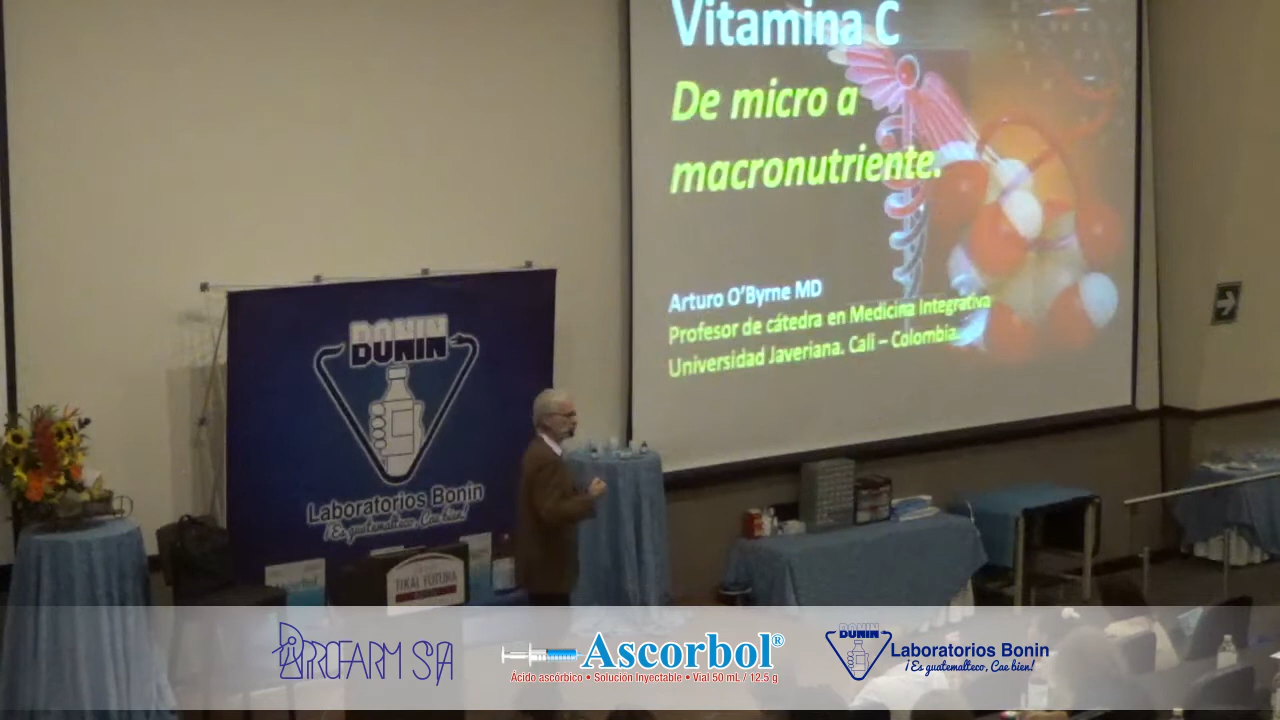 Vitamina C
De micro a
macronutriente.
Arturo O'Byrne MD
Profesor de cátedra en Medicina Integrativa
Universidad Javeriana. Cali – Colombia.
BONIN
Laboratorios Bonin
¡Es guatemalteco, Cae bien!
TIKAL FUTURA
Ascorbol®
Ácido ascórbico • Solución Inyectable • Vial 50 mL / 12.5 g
BONIN
Laboratorios Bonin
¡Es guatemalteco, Cae bien!